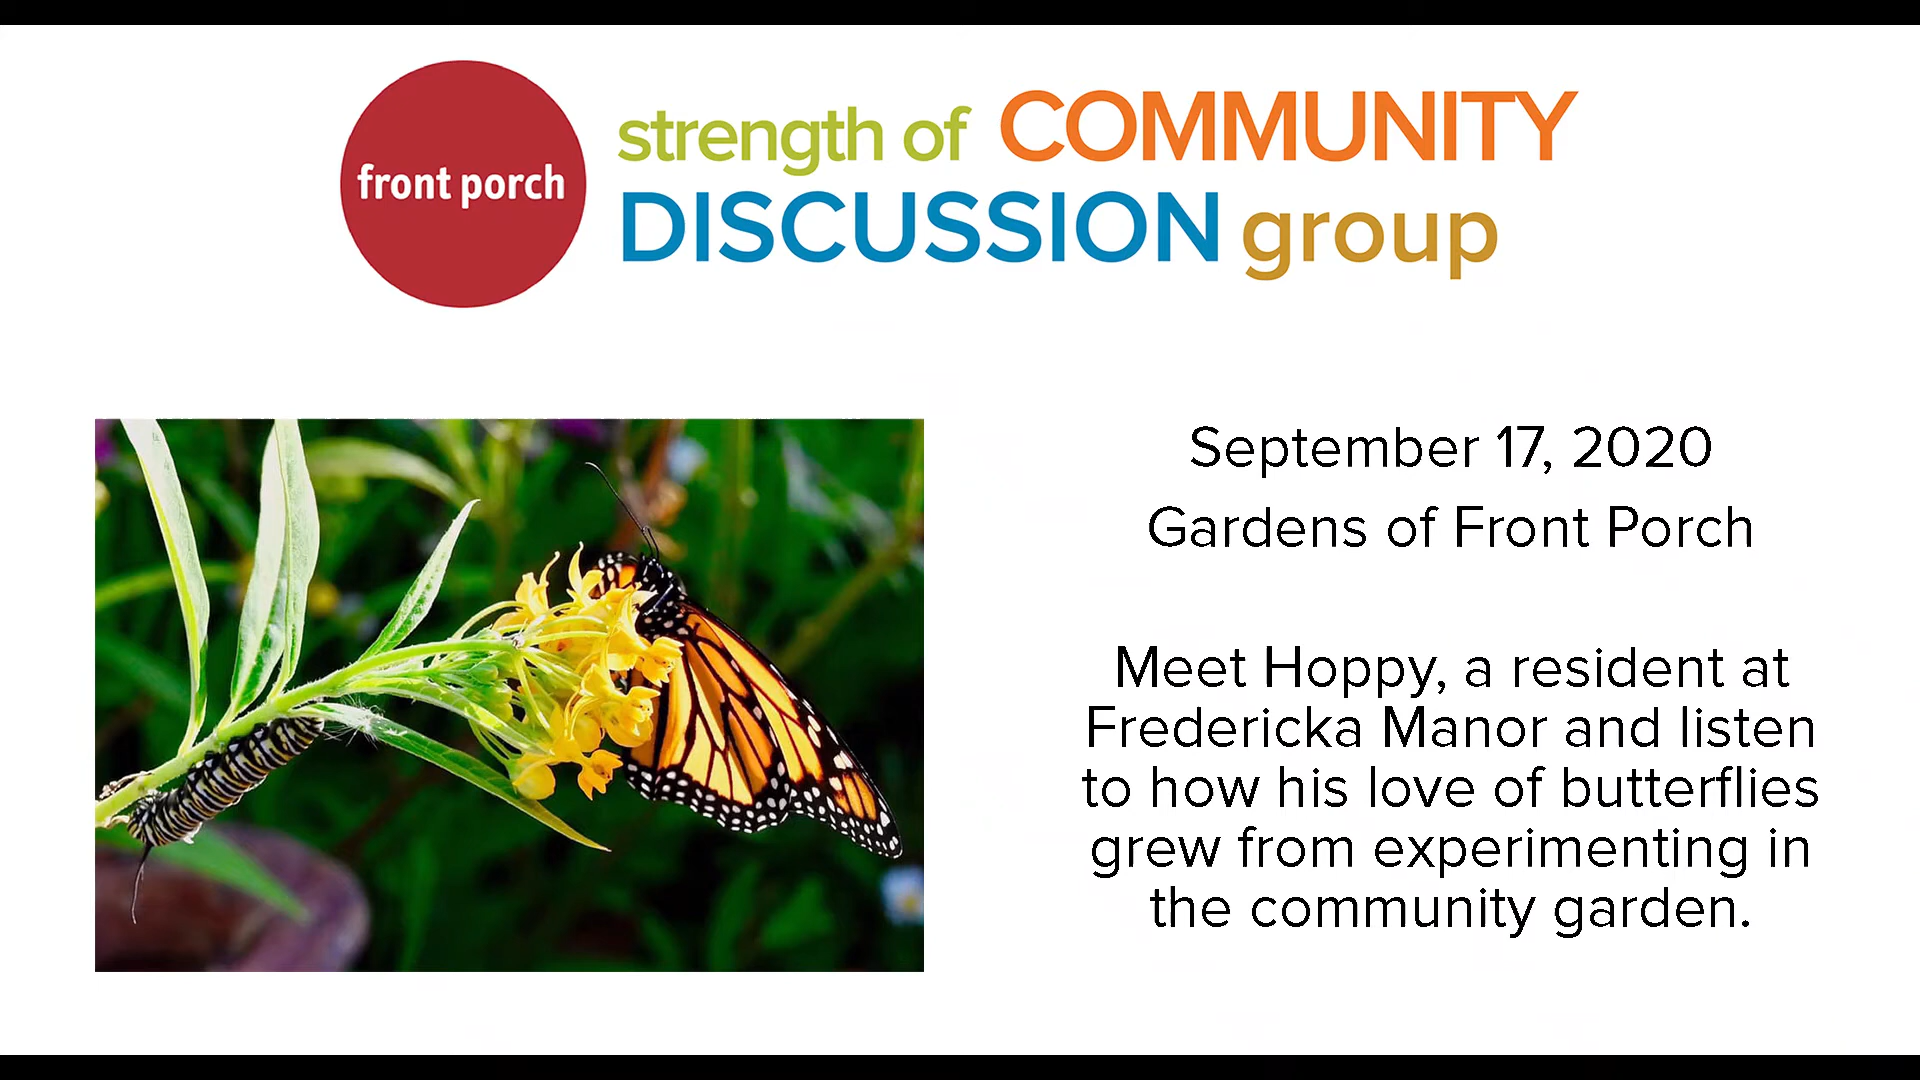 front porch
strength of COMMUNITY
DISCUSSION group
September 17, 2020
Gardens of Front Porch
Meet Hoppy, a resident at
Fredericka Manor and listen
to how his love of butterflies
grew from experimenting in
the community garden.